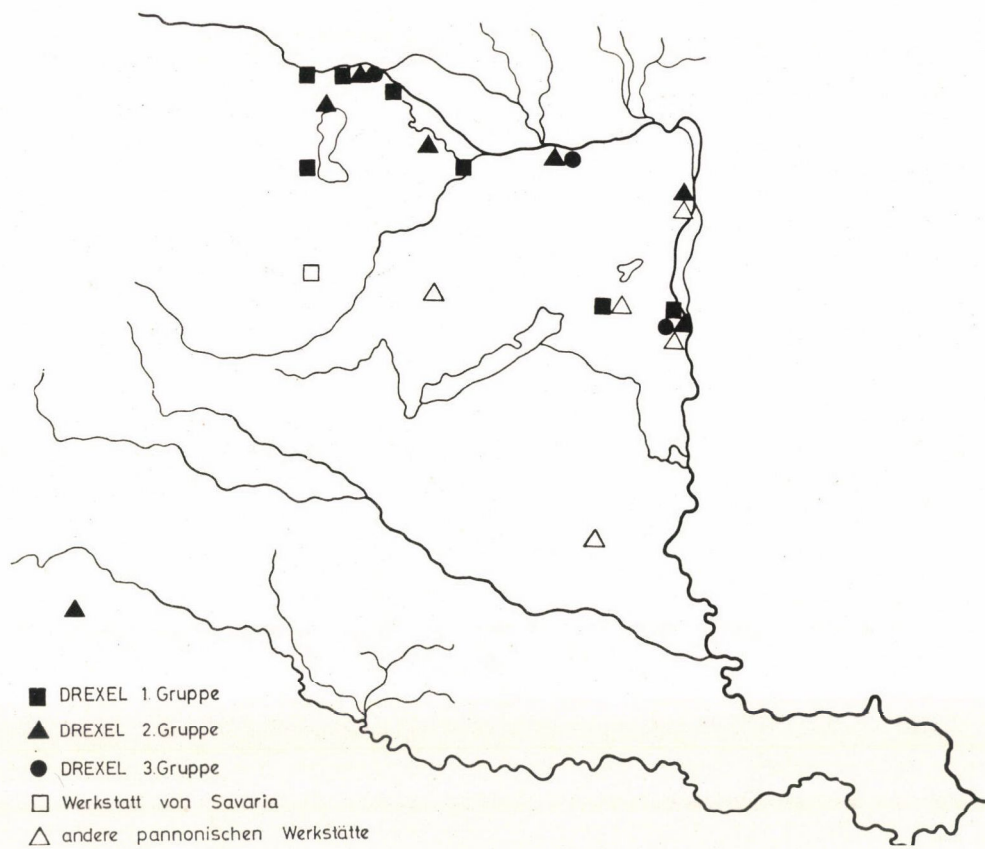 DREXEL 1.Gruppe
DREXEL 2.Gruppe
DREXEL 3.Gruppe
Werkstatt von Savaria
andere pannonischen Werkstätte